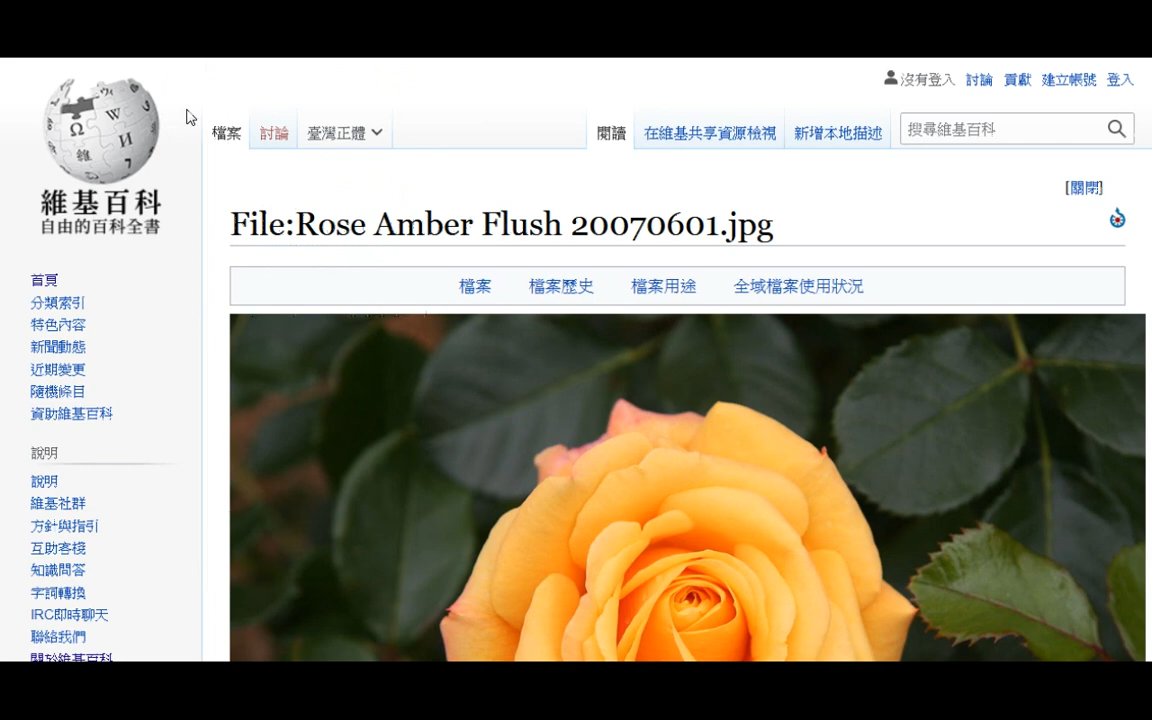 沒有登入 討論 貢獻 建立帳號 登入
維基百科
自由的百科全書
檔案 討論 臺灣正體 閱讀 在維基共享資源檢視 新增本地描述 搜尋維基百科
[關閉]
File:Rose Amber Flush 20070601.jpg
檔案 檔案歷史 檔案用途 全域檔案使用狀況
首頁
分類索引
特色內容
新聞動態
近期變更
隨機條目
資助維基百科
說明
說明
維基社群
方針與指引
互助客棧
知識問答
字詞轉換
IRC即時聊天
聯絡我們
關於維基百科